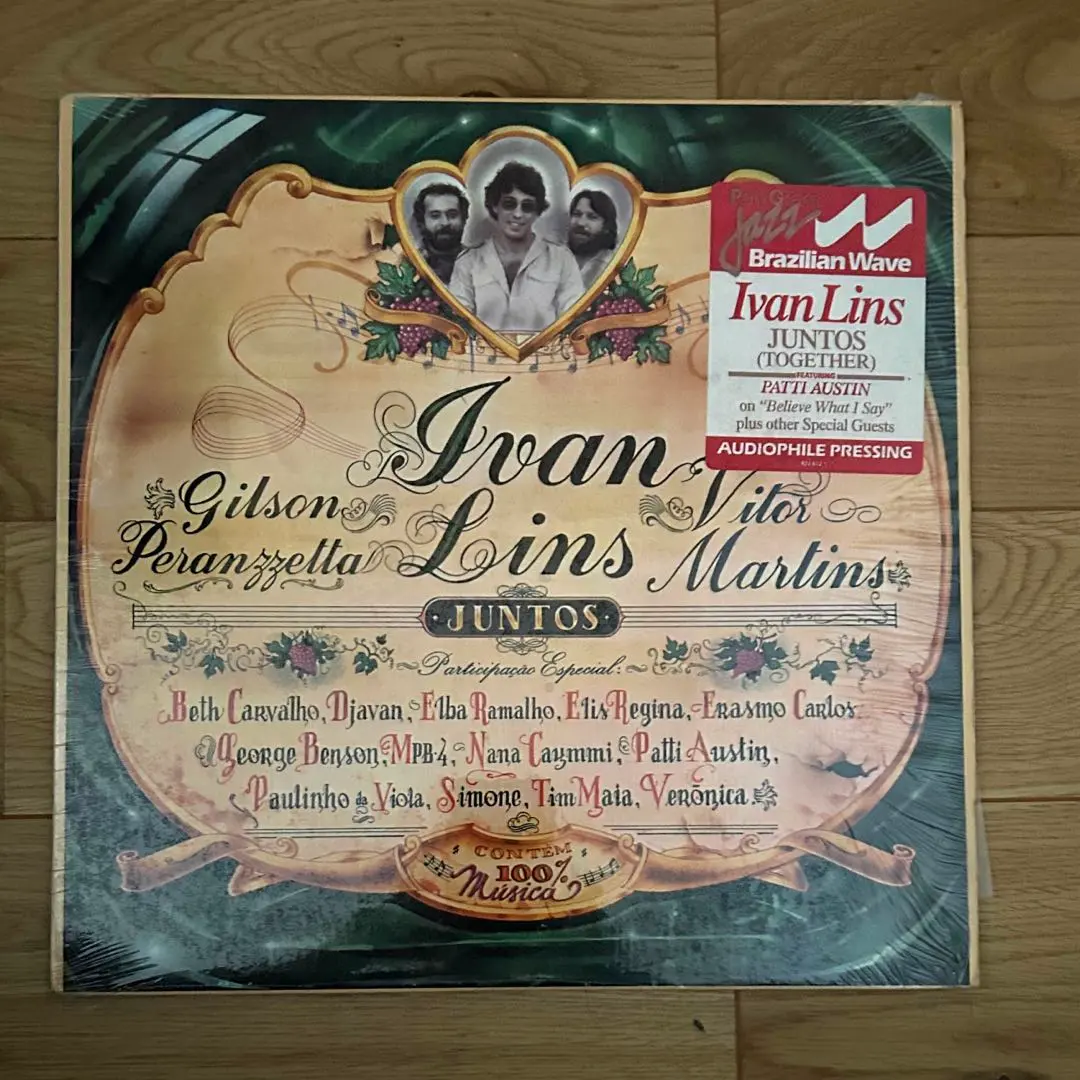 Jazz
Brazilian Wave
Ivan Lins
JUNTOS
(TOGETHER)
FEATURING
PATTI AUSTIN
on "Believe What I Say"
plus other Special Guests
AUDIOPHILE PRESSING
Ivan
Lins
Gilson
Peranzzetta
Vitor
Martins
JUNTOS
Participação Especial:
Beth Carvalho, Djavan, Elba Ramalho, Elis Regina, Erasmo Carlos
George Benson, MPB-4, Nana Caymmi, Patti Austin,
Paulinho da Viola, Simone, Tim Maia, Verônica
CONTÉM
100%
Música